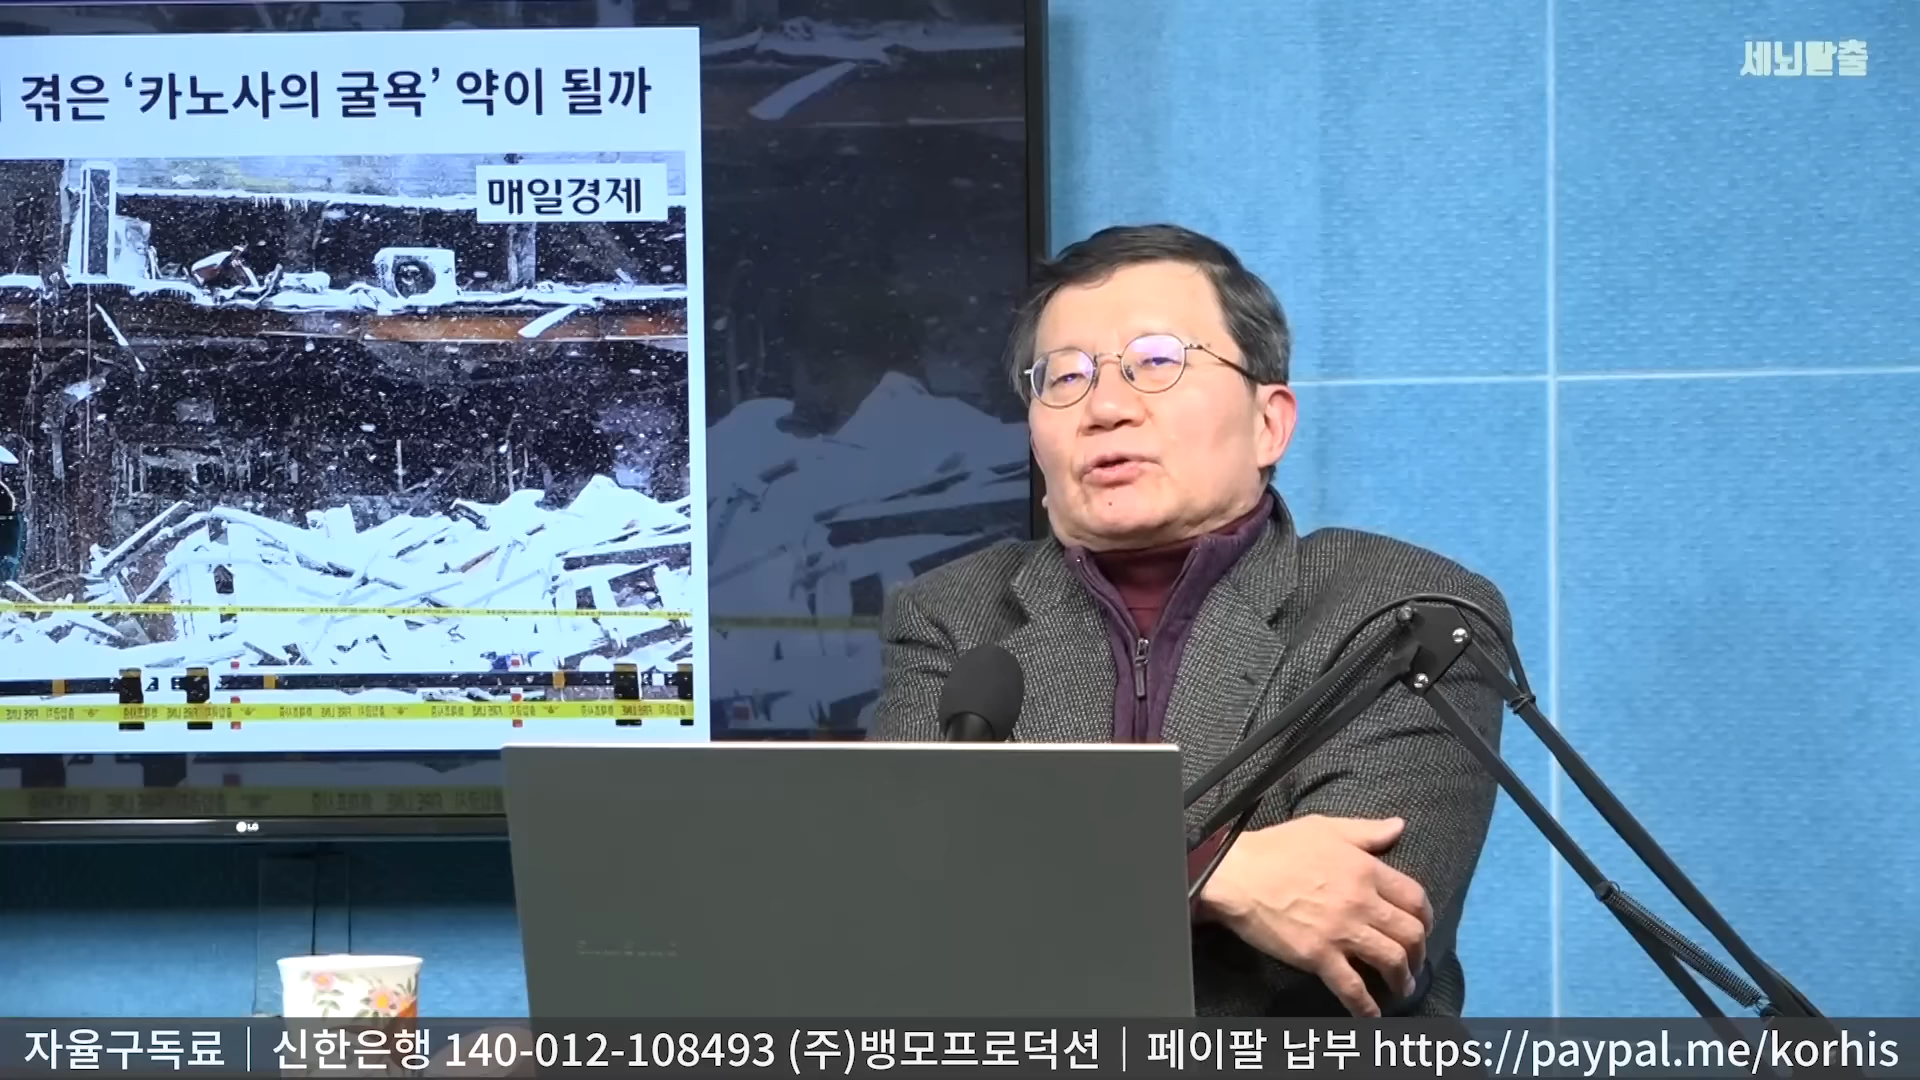 겪은 ‘카노사의 굴욕’ 약이 될까
세뇌탈출
매일경제
LG
자율구독료｜신한은행 140-012-108493 (주)뱅모프로덕션｜페이팔 납부 https://paypal.me/korhis